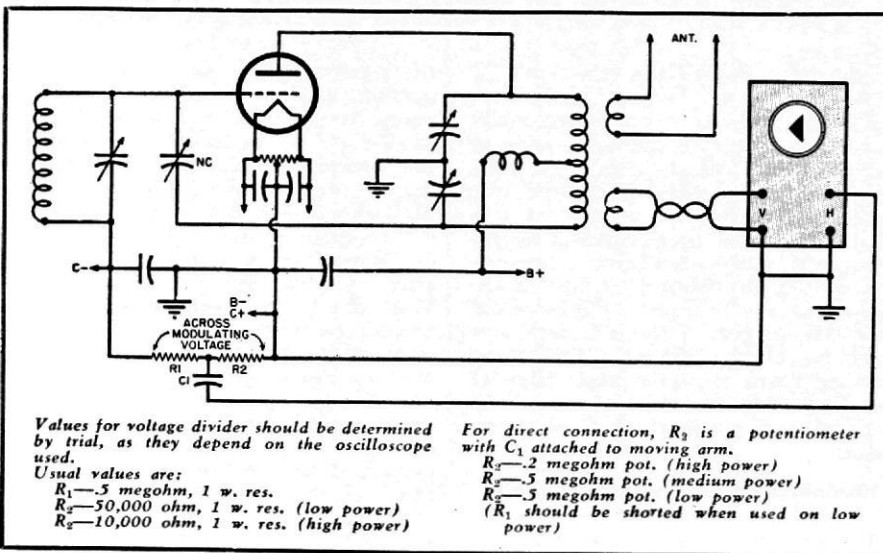 ANT.
NC
V H
C-
B+
B-
C+
ACROSS
MODULATING
VOLTAGE
R1 R2
C1
Values for voltage divider should be determined
by trial, as they depend on the oscilloscope
used.
Usual values are:
R₁—.5 megohm, 1 w. res.
R₂—50,000 ohm, 1 w. res. (low power)
R₂—10,000 ohm, 1 w. res. (high power)
For direct connection, R₂ is a potentiometer
with C₁ attached to moving arm.
R₂—.2 megohm pot. (high power)
R₂—.5 megohm pot. (medium power)
R₂—.5 megohm pot. (low power)
(R₁ should be shorted when used on low
power)